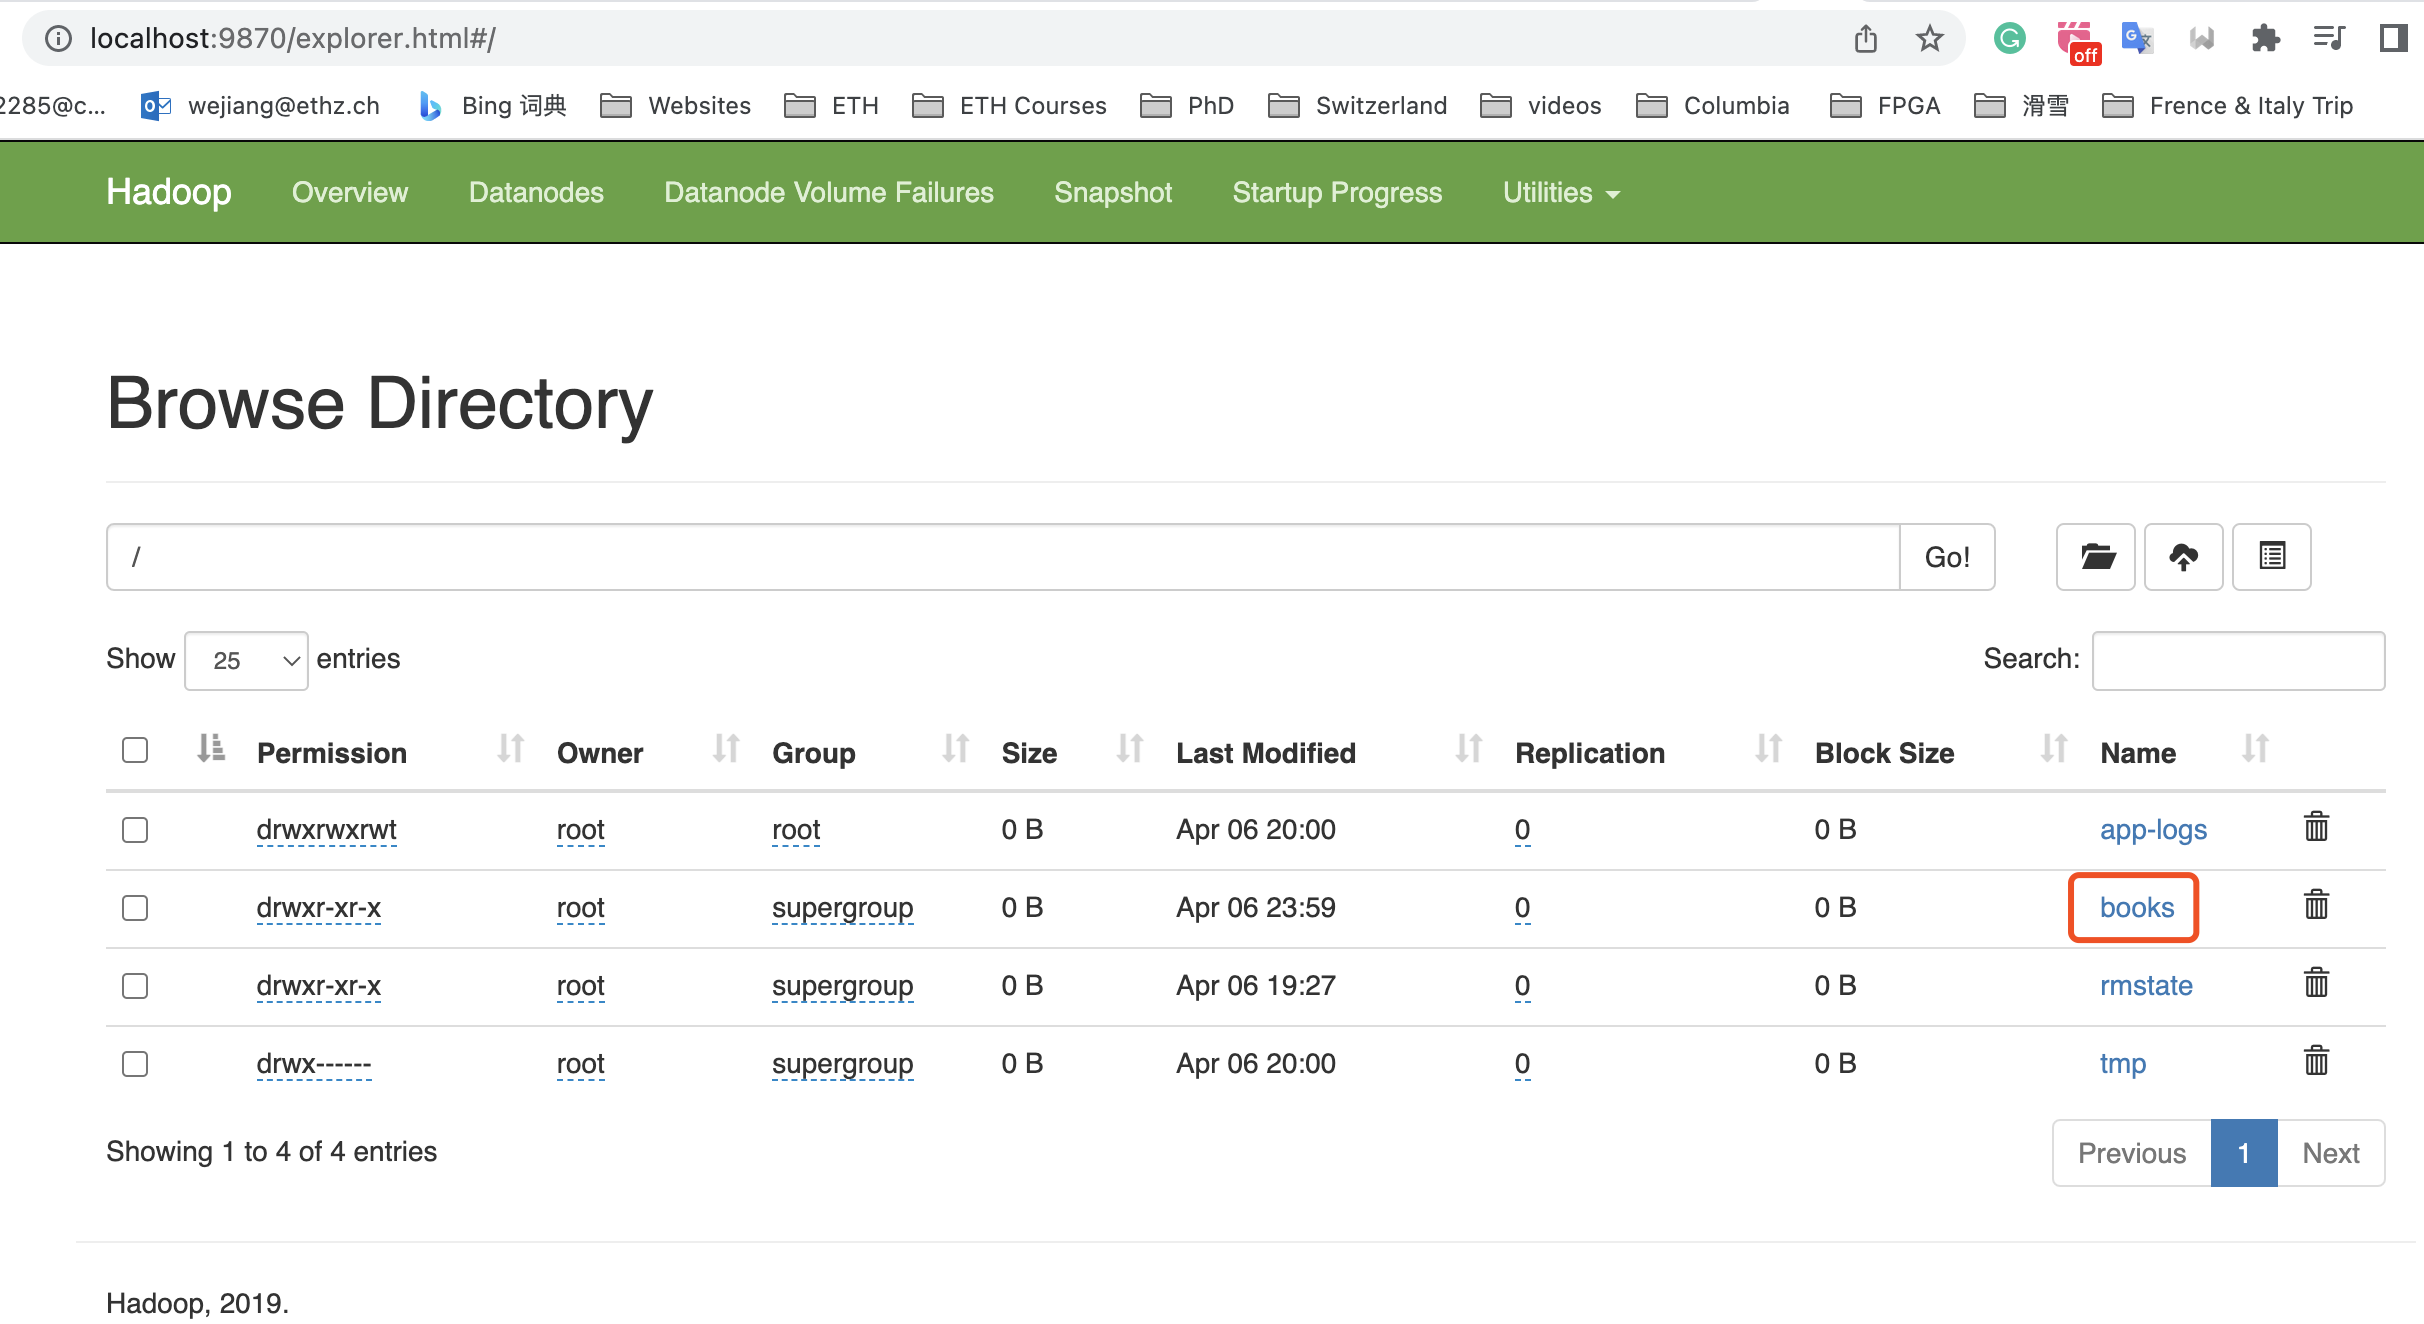 localhost:9870/explorer.html#/
off
2285@c... wejiang@ethz.ch Bing 词典 Websites ETH ETH Courses PhD Switzerland videos Columbia FPGA 滑雪 Frence & Italy Trip
Hadoop Overview Datanodes Datanode Volume Failures Snapshot Startup Progress Utilities
Browse Directory
/ Go!
Show 25 entries Search:
Permission Owner Group Size Last Modified Replication Block Size Name
drwxrwxrwt root root 0 B Apr 06 20:00 0 0 B app-logs
drwxr-xr-x root supergroup 0 B Apr 06 23:59 0 0 B books
drwxr-xr-x root supergroup 0 B Apr 06 19:27 0 0 B rmstate
drwx------ root supergroup 0 B Apr 06 20:00 0 0 B tmp
Showing 1 to 4 of 4 entries Previous 1 Next
Hadoop, 2019.